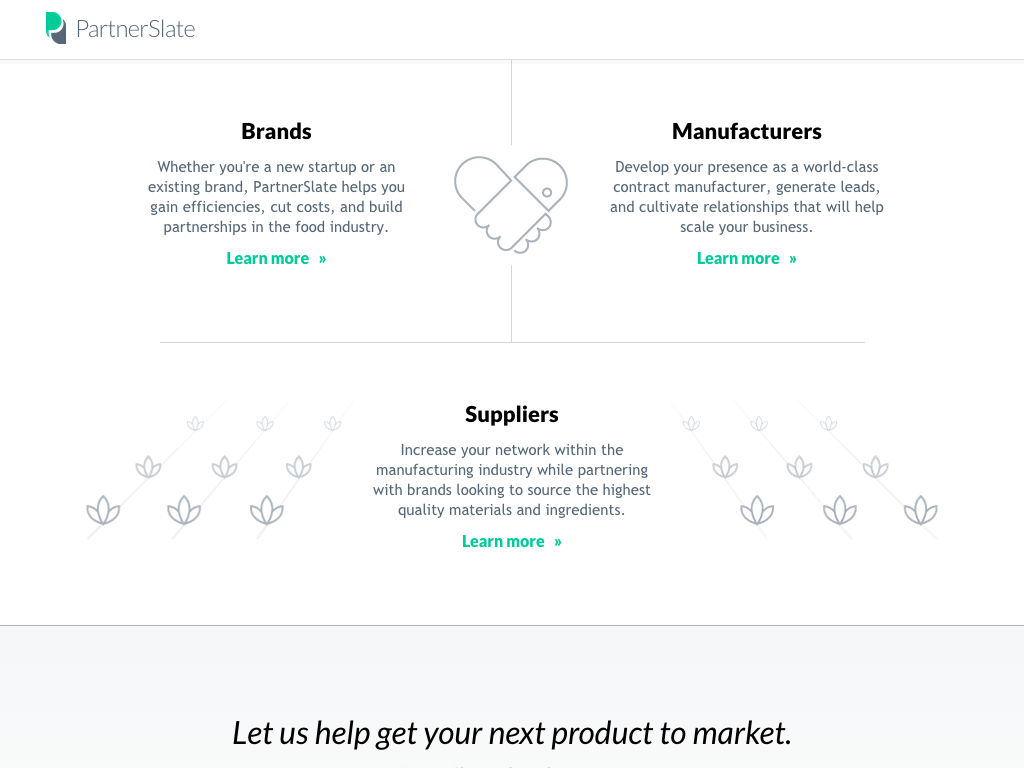 PartnerSlate
Brands
Whether you're a new startup or an
existing brand, PartnerSlate helps you
gain efficiencies, cut costs, and build
partnerships in the food industry.
Learn more »
Manufacturers
Develop your presence as a world-class
contract manufacturer, generate leads,
and cultivate relationships that will help
scale your business.
Learn more »
Suppliers
Increase your network within the
manufacturing industry while partnering
with brands looking to source the highest
quality materials and ingredients.
Learn more »
Let us help get your next product to market.